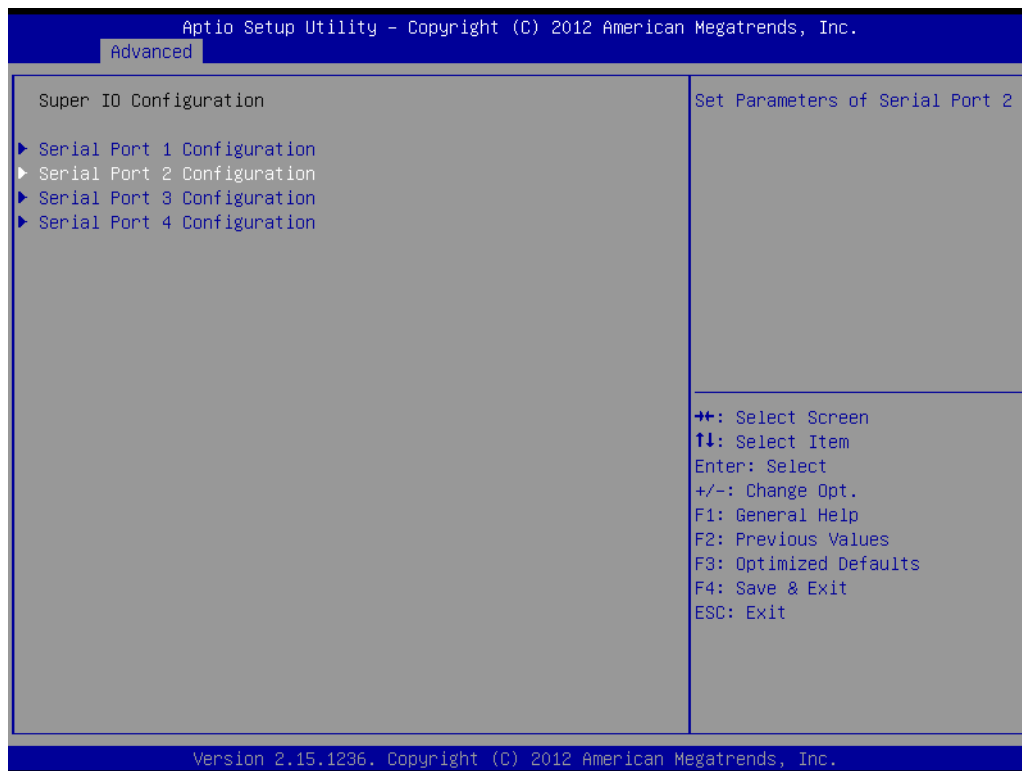 Aptio Setup Utility – Copyright (C) 2012 American Megatrends, Inc.
Advanced
Super IO Configuration
Serial Port 1 Configuration
Serial Port 2 Configuration
Serial Port 3 Configuration
Serial Port 4 Configuration
Set Parameters of Serial Port 2
→←: Select Screen
↑↓: Select Item
Enter: Select
+/-: Change Opt.
F1: General Help
F2: Previous Values
F3: Optimized Defaults
F4: Save & Exit
ESC: Exit
Version 2.15.1236. Copyright (C) 2012 American Megatrends, Inc.